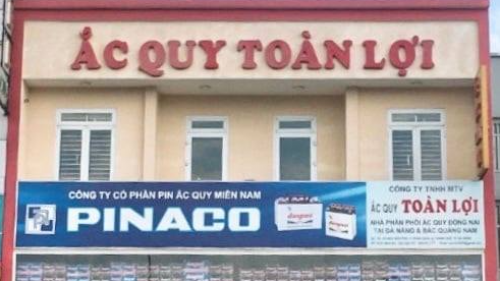 ẮC QUY TOÀN LỢI
CÔNG TY CỔ PHẦN PIN ẮC QUY MIỀN NAM
PINACO
CÔNG TY TNHH MTV
ẮC QUY TOÀN LỢI
NHÀ PHÂN PHỐI ẮC QUY ĐỒNG NAI
TẠI ĐÀ NẴNG & BẮC QUẢNG NAM